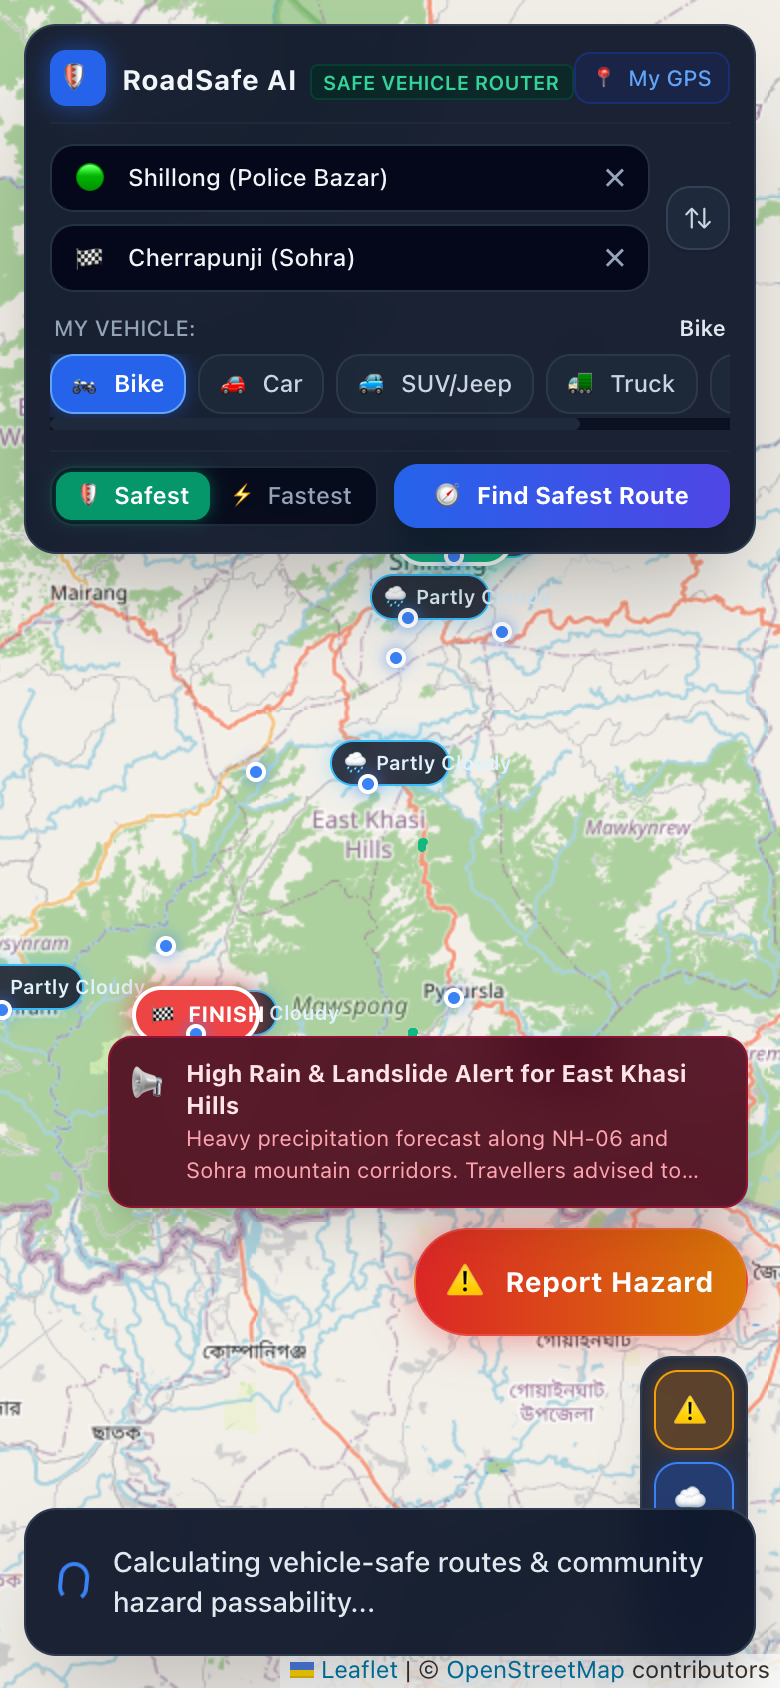 RoadSafe AI
SAFE VEHICLE ROUTER
My GPS
Shillong (Police Bazar)
Cherrapunji (Sohra)
MY VEHICLE:
Bike
Bike
Car
SUV/Jeep
Truck
Safest
Fastest
Find Safest Route
Shillong
Mairang
Partly Cloudy
Partly Cloudy
East Khasi
Hills
Mawkynrew
Partly Cloudy
FINISH
Cloudy
Mawspong
High Rain & Landslide Alert for East Khasi
Hills
Heavy precipitation forecast along NH-06 and
Sohra mountain corridors. Travellers advised to...
Report Hazard
কোম্পানিগঞ্জ
গোয়াইনঘাট
গোয়াইনঘাট
উপজেলা
ছাতক
Calculating vehicle-safe routes & community
hazard passability...
Leaflet | © OpenStreetMap contributors